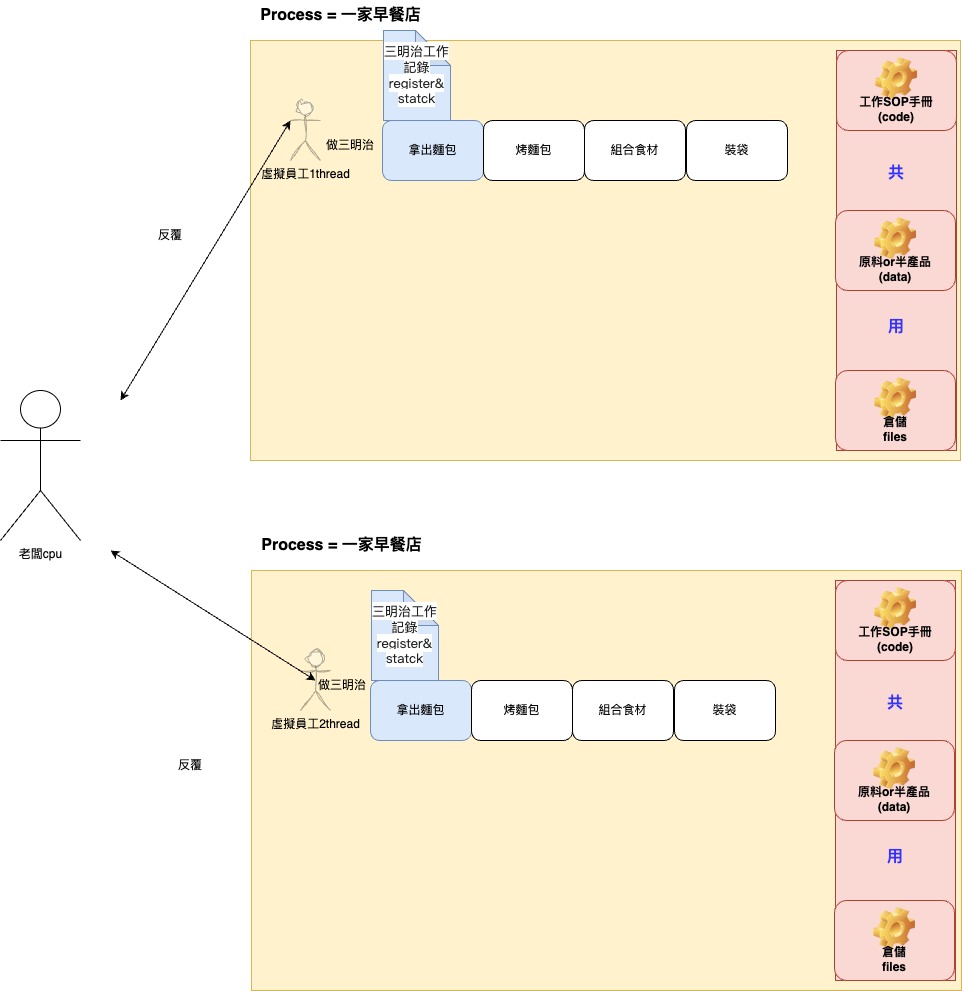 Process = 一家早餐店
三明治工作
記錄
register&
statck
工作SOP手冊
(code)
做三明治
拿出麵包
烤麵包
組合食材
裝袋
虛擬員工1thread
共
反覆
原料or半產品
(data)
用
倉儲
files
老闆cpu
Process = 一家早餐店
三明治工作
記錄
register&
statck
工作SOP手冊
(code)
做三明治
拿出麵包
烤麵包
組合食材
裝袋
虛擬員工2thread
共
反覆
原料or半產品
(data)
用
倉儲
files